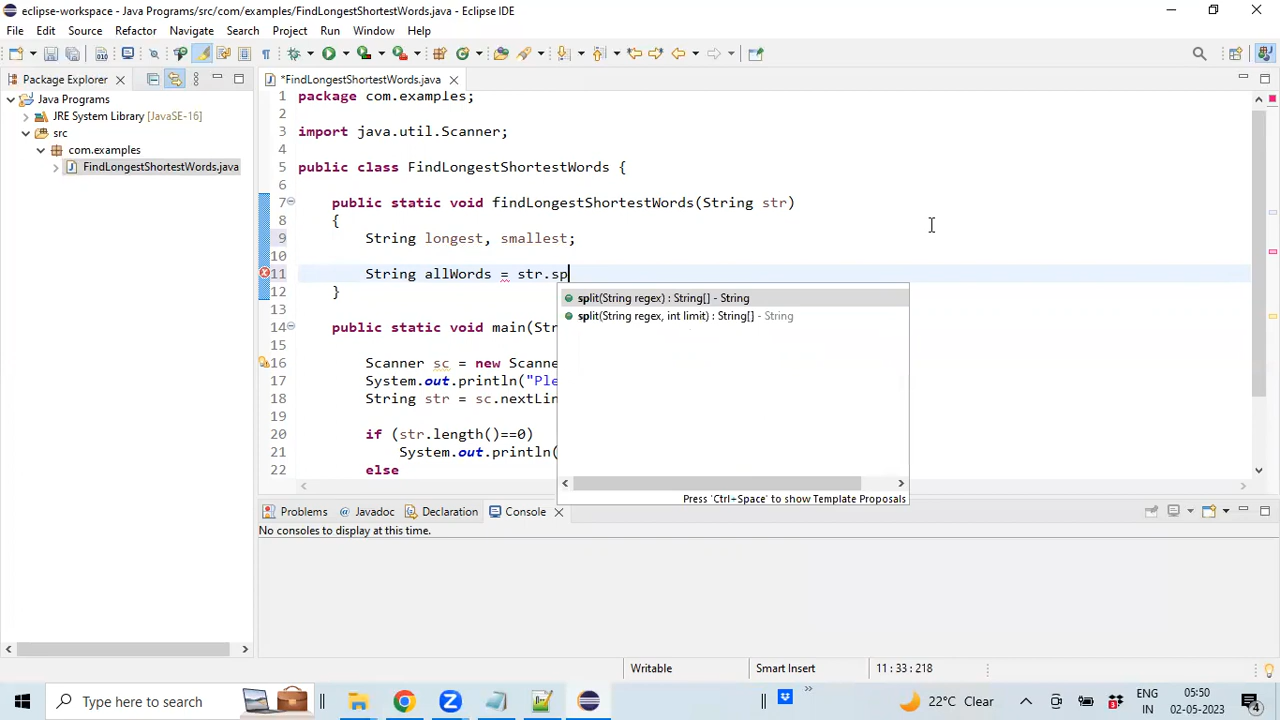 eclipse-workspace - Java Programs/src/com/examples/FindLongestShortestWords.java - Eclipse IDE
File Edit Source Refactor Navigate Search Project Run Window Help
Package Explorer
*FindLongestShortestWords.java
Java Programs
JRE System Library [JavaSE-16]
src
com.examples
FindLongestShortestWords.java
1 package com.examples;
2
3 import java.util.Scanner;
4
5 public class FindLongestShortestWords {
6
7 public static void findLongestShortestWords(String str)
8 {
9 String longest, smallest;
10
11 String allWords = str.sp
12 }
13
14 public static void main(Str
15
16 Scanner sc = new Scanne
17 System.out.println("Ple
18 String str = sc.nextLin
19
20 if (str.length()==0)
21 System.out.println(
22 else
split(String regex) : String[] - String
split(String regex, int limit) : String[] - String
Press 'Ctrl+Space' to show Template Proposals
Problems Javadoc Declaration Console
No consoles to display at this time.
Writable Smart Insert 11 : 33 : 218
Type here to search
22°C Clear
ENG
IN
05:50
02-05-2023
4